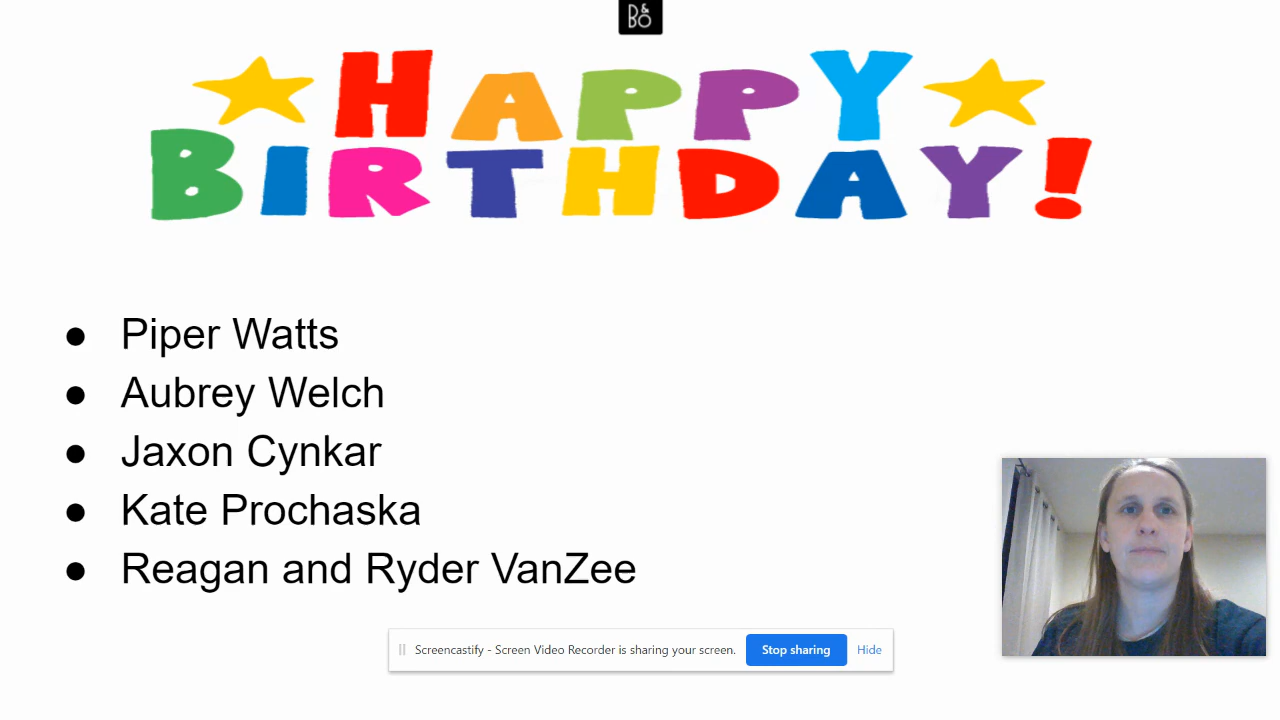 B&O
HAPPY
BIRTHDAY!
● Piper Watts
● Aubrey Welch
● Jaxon Cynkar
● Kate Prochaska
● Reagan and Ryder VanZee
Screencastify - Screen Video Recorder is sharing your screen. Stop sharing Hide